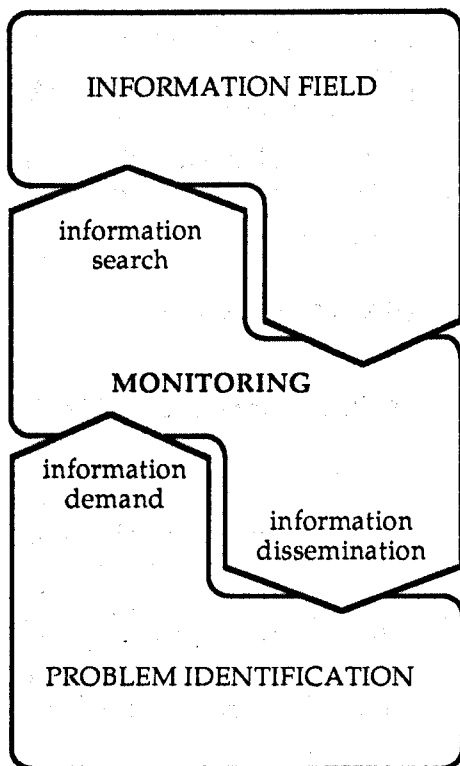 INFORMATION FIELD
information
search
MONITORING
information
demand
information
dissemination
PROBLEM IDENTIFICATION